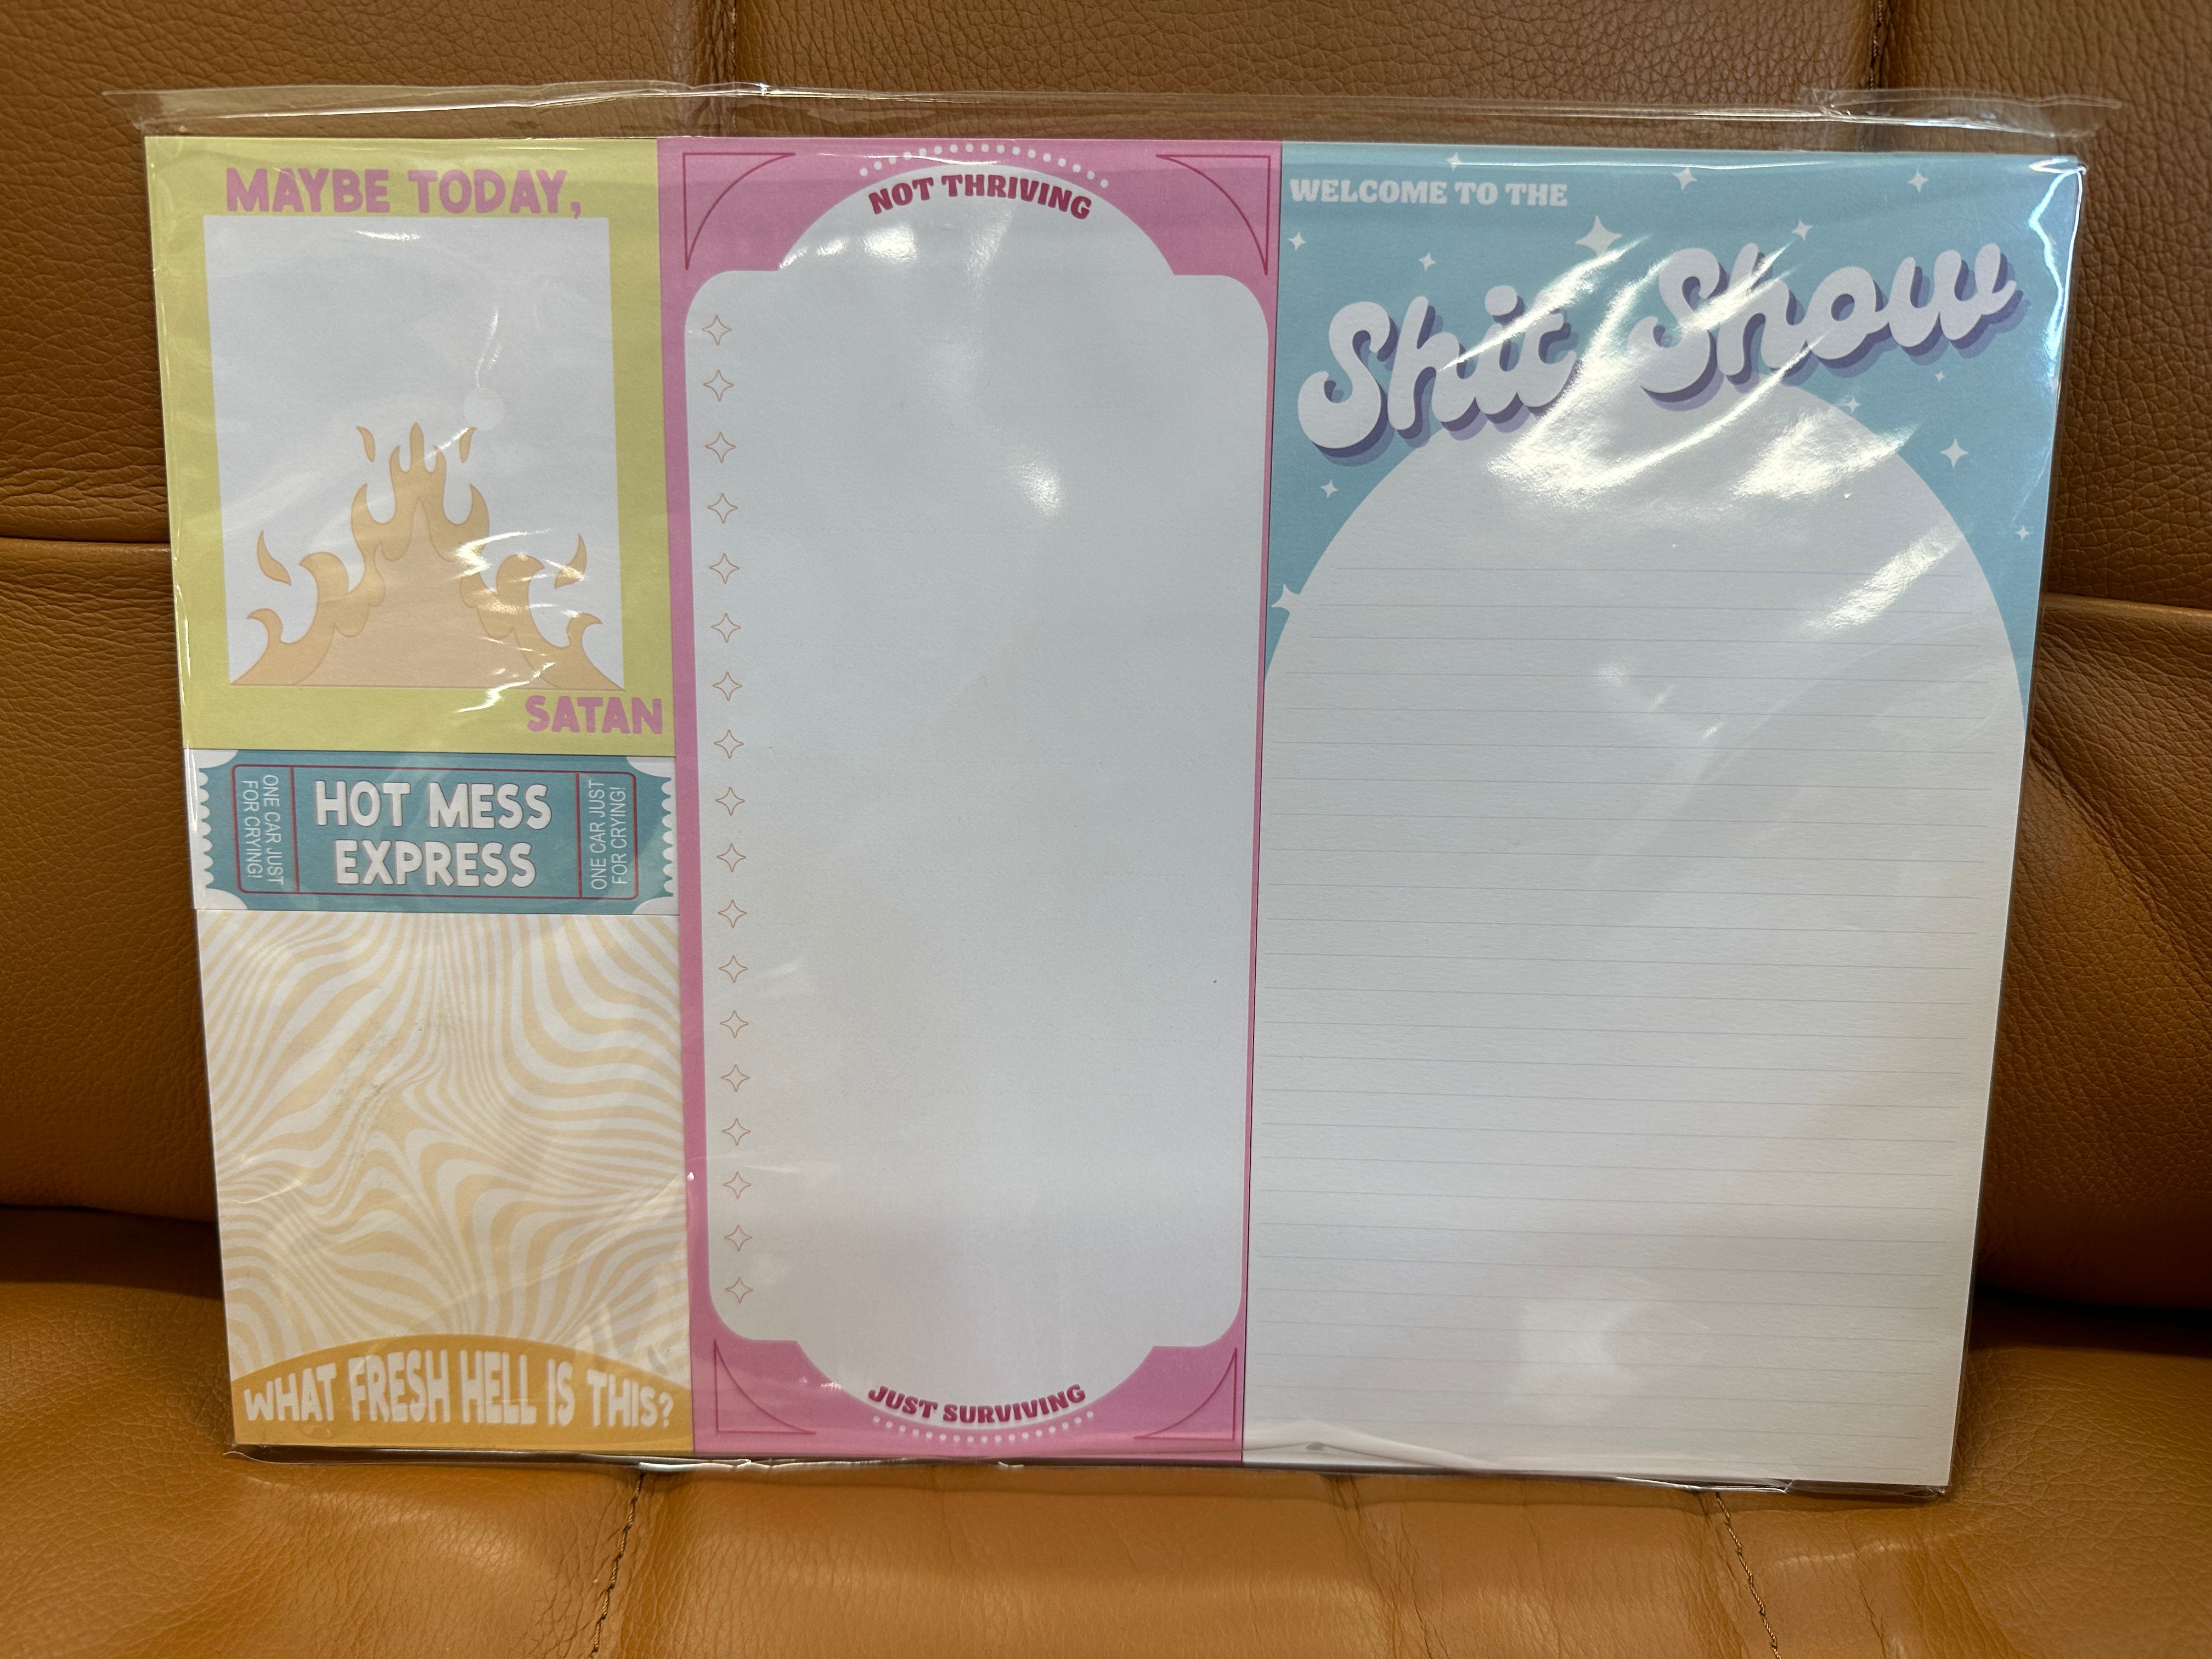 MAYBE TODAY,
SATAN
ONE CAR JUST
FOR CRYING!
HOT MESS
EXPRESS
ONE CAR JUST
FOR CRYING!
WHAT FRESH HELL IS THIS?
NOT THRIVING
JUST SURVIVING
WELCOME TO THE
Shit Show